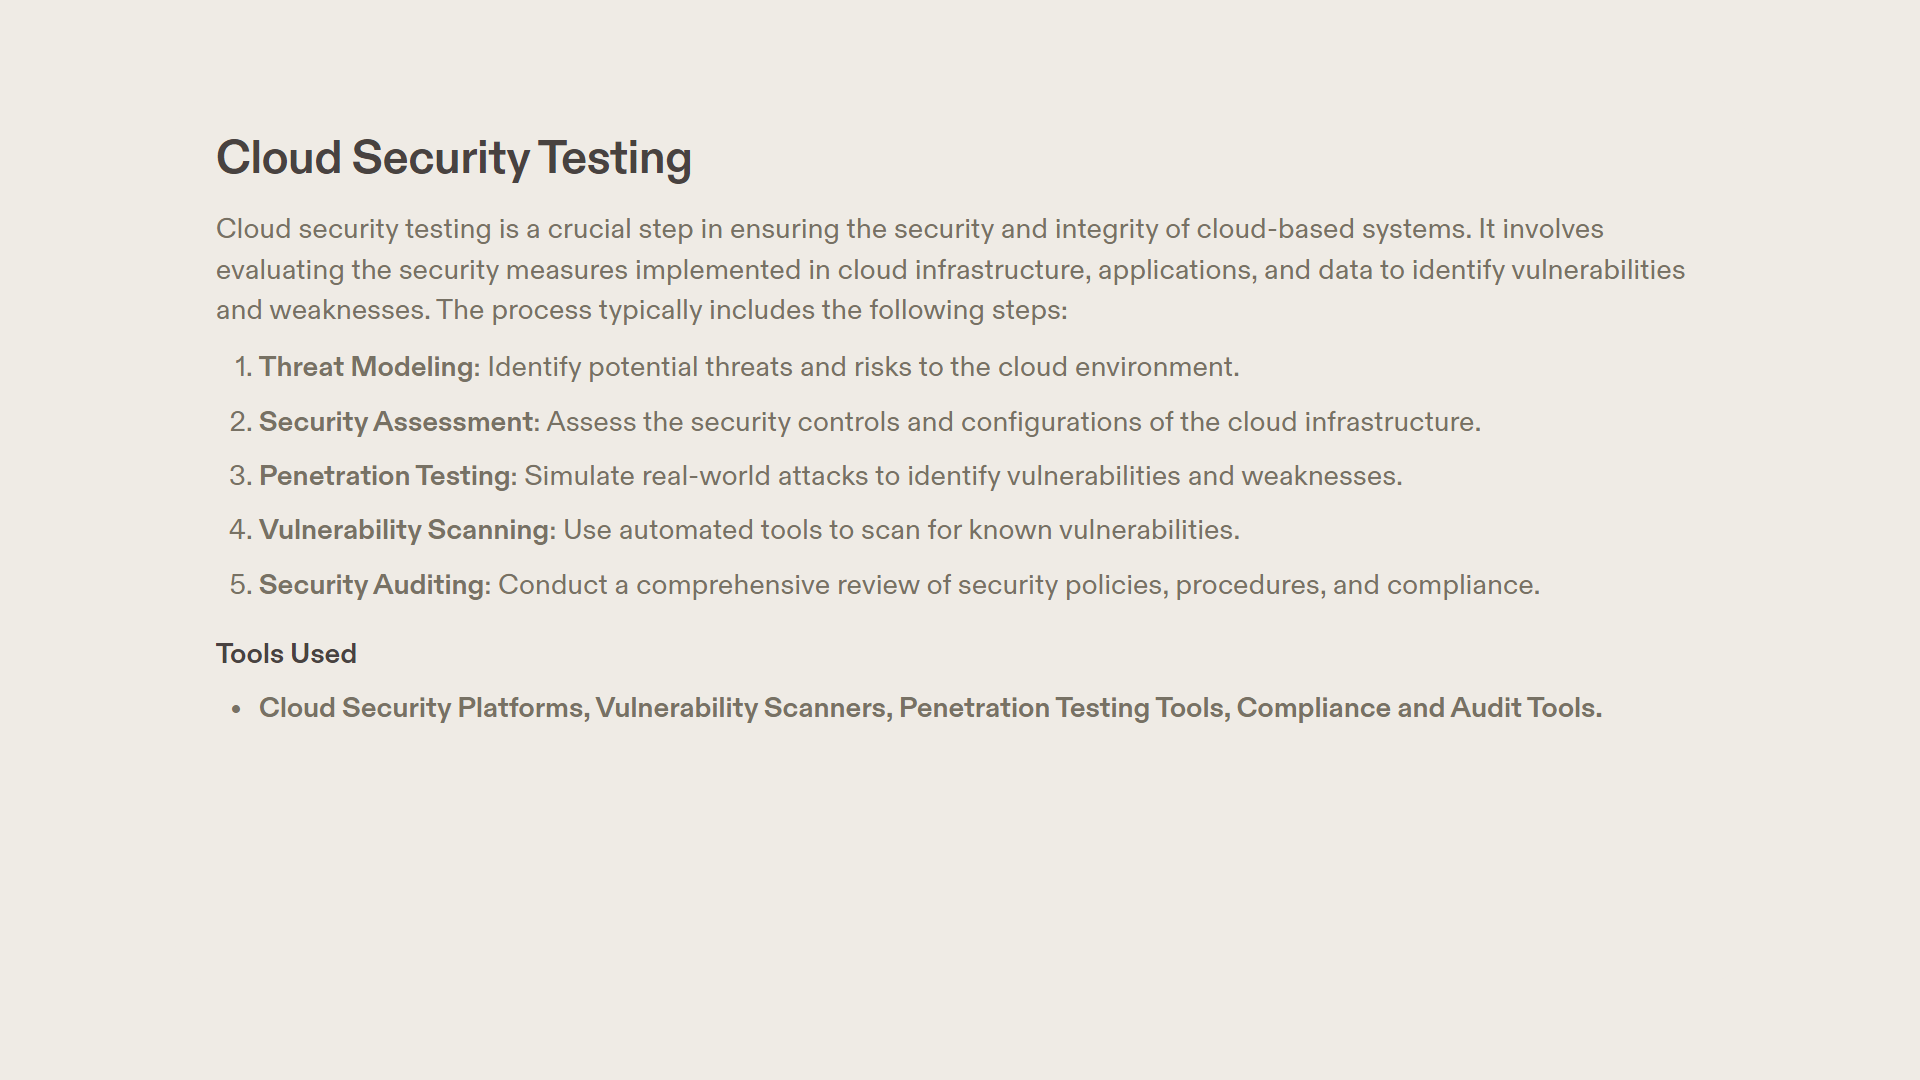 Cloud Security Testing
Cloud security testing is a crucial step in ensuring the security and integrity of cloud-based systems. It involves
evaluating the security measures implemented in cloud infrastructure, applications, and data to identify vulnerabilities
and weaknesses. The process typically includes the following steps:
1. Threat Modeling: Identify potential threats and risks to the cloud environment.
2. Security Assessment: Assess the security controls and configurations of the cloud infrastructure.
3. Penetration Testing: Simulate real-world attacks to identify vulnerabilities and weaknesses.
4. Vulnerability Scanning: Use automated tools to scan for known vulnerabilities.
5. Security Auditing: Conduct a comprehensive review of security policies, procedures, and compliance.
Tools Used
• Cloud Security Platforms, Vulnerability Scanners, Penetration Testing Tools, Compliance and Audit Tools.